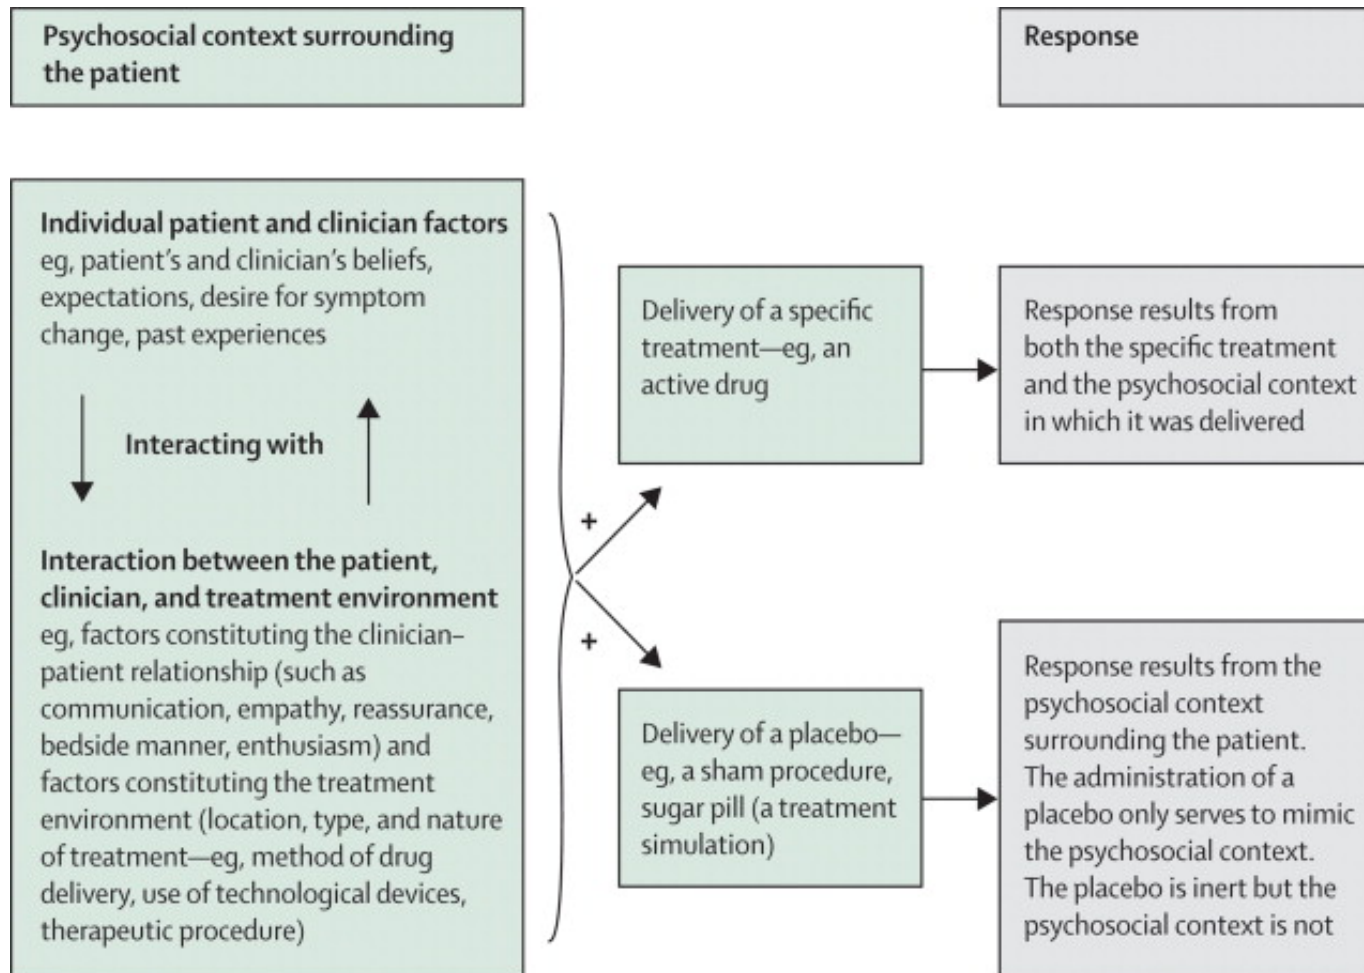 Psychosocial context surrounding
the patient
Response
Individual patient and clinician factors
eg, patient's and clinician's beliefs,
expectations, desire for symptom
change, past experiences
Interacting with
Interaction between the patient,
clinician, and treatment environment
eg, factors constituting the clinician–
patient relationship (such as
communication, empathy, reassurance,
bedside manner, enthusiasm) and
factors constituting the treatment
environment (location, type, and nature
of treatment—eg, method of drug
delivery, use of technological devices,
therapeutic procedure)
+
+
Delivery of a specific
treatment—eg, an
active drug
Response results from
both the specific treatment
and the psychosocial context
in which it was delivered
Delivery of a placebo—
eg, a sham procedure,
sugar pill (a treatment
simulation)
Response results from the
psychosocial context
surrounding the patient.
The administration of a
placebo only serves to mimic
the psychosocial context.
The placebo is inert but the
psychosocial context is not